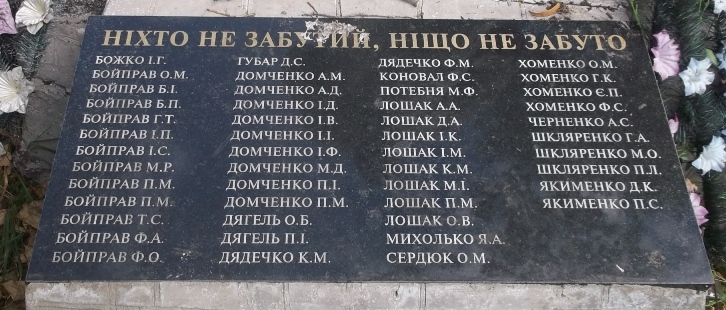 НІХТО НЕ ЗАБУТИЙ, НІЩО НЕ ЗАБУТО
БОЖКО І.Г.
БОЙПРАВ О.М.
БОЙПРАВ Б.І.
БОЙПРАВ Б.П.
БОЙПРАВ Г.Т.
БОЙПРАВ І.П.
БОЙПРАВ І.С.
БОЙПРАВ М.Р.
БОЙПРАВ П.М.
БОЙПРАВ П.М.
БОЙПРАВ Т.С.
БОЙПРАВ Ф.А.
БОЙПРАВ Ф.О.
ГУБАР Д.С.
ДОМЧЕНКО А.М.
ДОМЧЕНКО А.Д.
ДОМЧЕНКО І.Д.
ДОМЧЕНКО І.В.
ДОМЧЕНКО І.І.
ДОМЧЕНКО І.Ф.
ДОМЧЕНКО М.Д.
ДОМЧЕНКО П.І.
ДОМЧЕНКО П.М.
ДЯГЕЛЬ О.Б.
ДЯГЕЛЬ П.І.
ДЯДЕЧКО К.М.
ДЯДЕЧКО Ф.М.
КОНОВАЛ Ф.С.
ПОТЕБНЯ М.Ф.
ЛОШАК А.А.
ЛОШАК Д.А.
ЛОШАК І.К.
ЛОШАК І.М.
ЛОШАК К.М.
ЛОШАК М.І.
ЛОШАК П.М.
ЛОШАК О.В.
МИХОЛЬКО Я.А.
СЕРДЮК О.М.
ХОМЕНКО О.М.
ХОМЕНКО Г.К.
ХОМЕНКО Є.П.
ХОМЕНКО Ф.С.
ЧЕРНЕНКО А.С.
ШКЛЯРЕНКО Г.А.
ШКЛЯРЕНКО М.О.
ШКЛЯРЕНКО П.Л.
ЯКИМЕНКО Д.К.
ЯКИМЕНКО П.С.